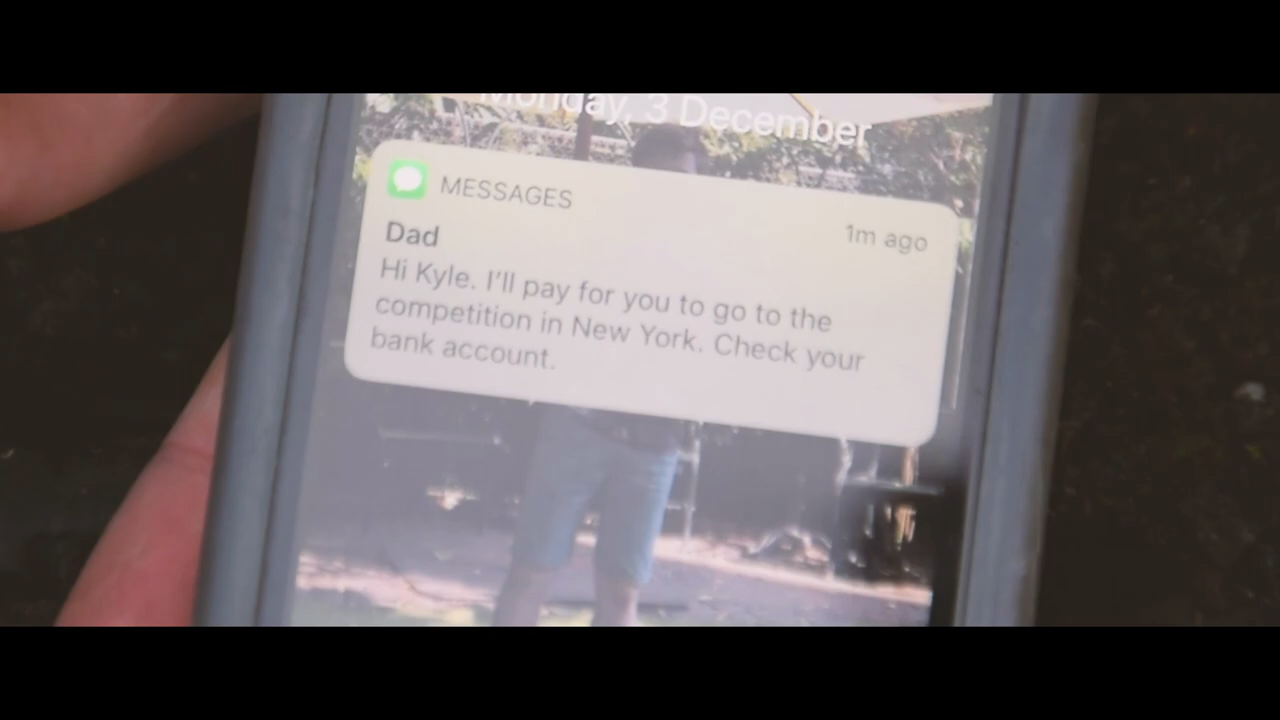 Monday, 3 December
MESSAGES
1m ago
Dad
Hi Kyle. I'll pay for you to go to the
competition in New York. Check your
bank account.